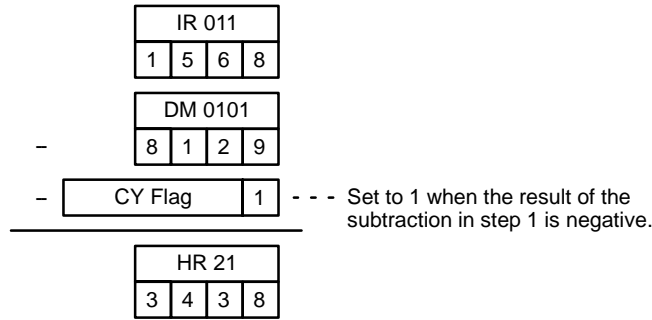 IR 011
1 5 6 8
DM 0101
– 8 1 2 9
– CY Flag 1 - - - Set to 1 when the result of the
subtraction in step 1 is negative.
HR 21
3 4 3 8